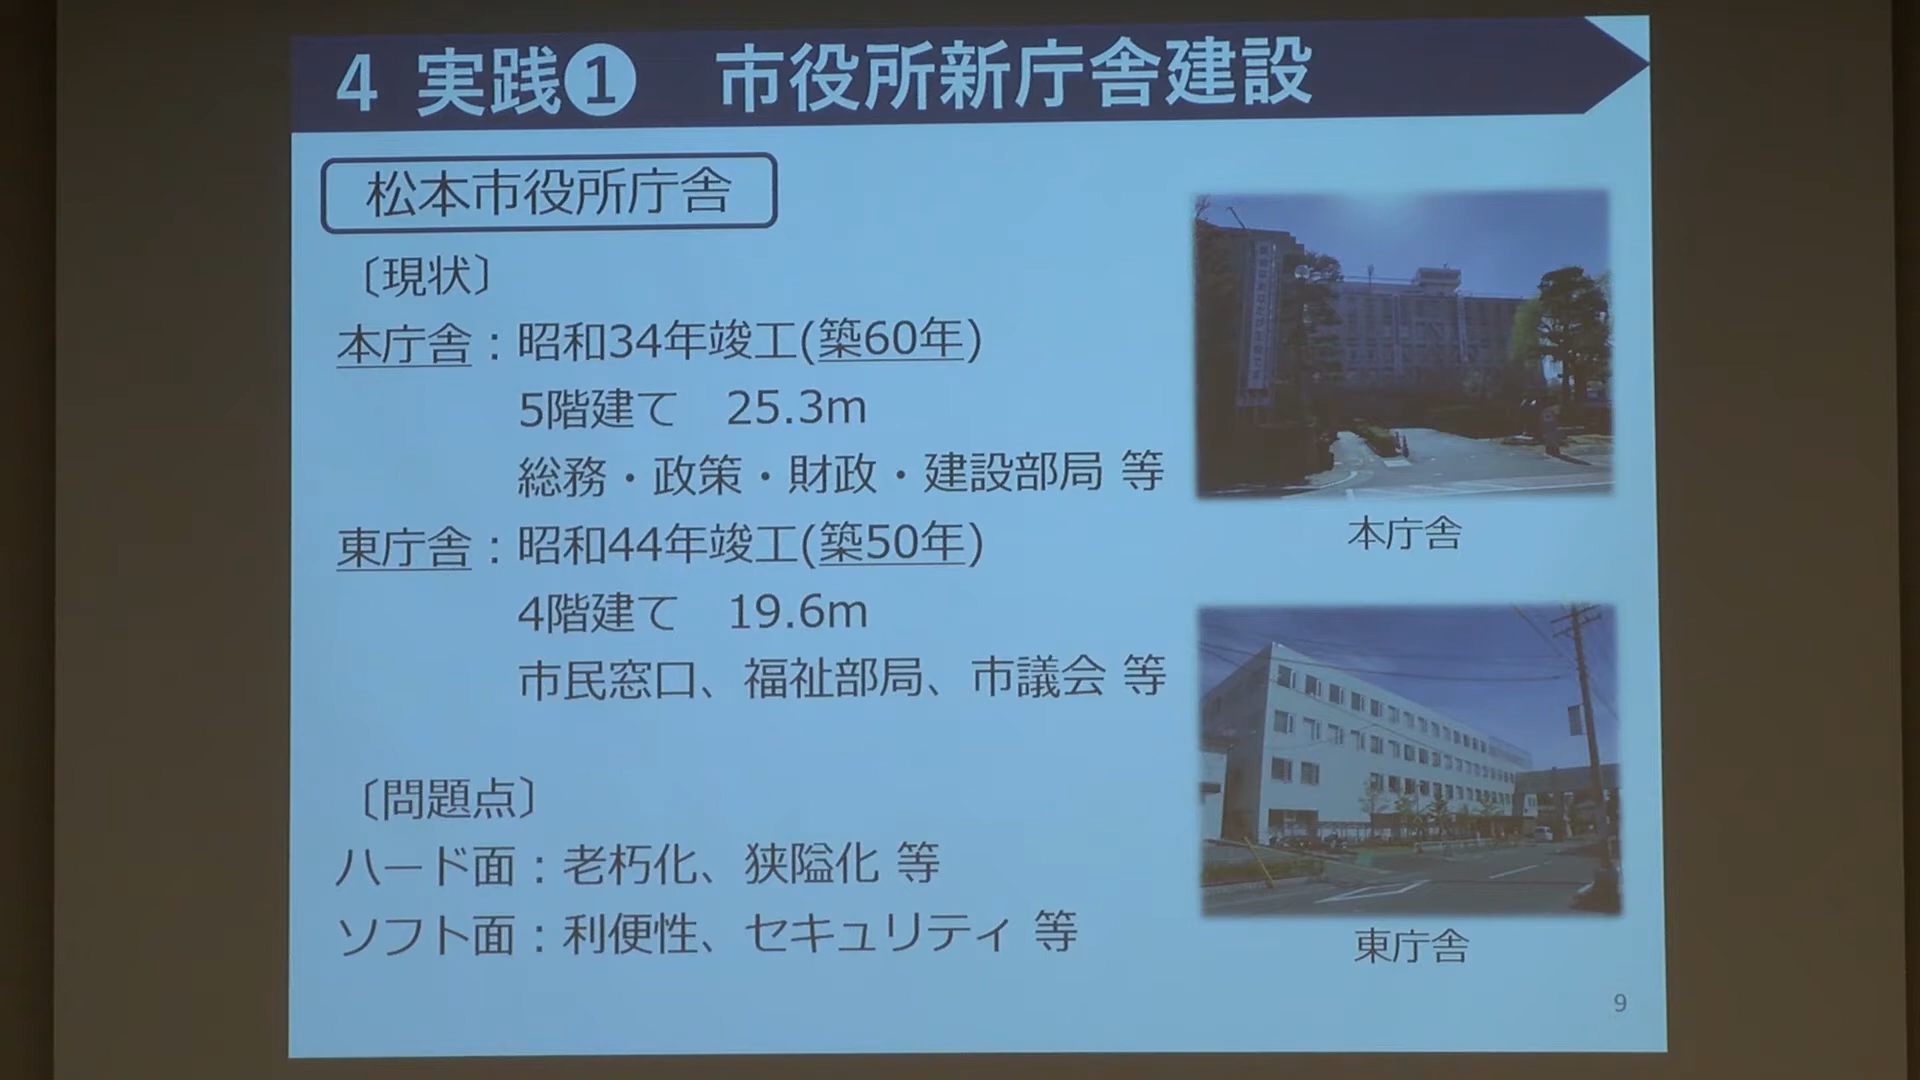 4 実践❶ 市役所新庁舎建設
松本市役所庁舎
〔現状〕
本庁舎：昭和34年竣工(築60年)
5階建て 25.3m
総務・政策・財政・建設部局 等
東庁舎：昭和44年竣工(築50年)
4階建て 19.6m
市民窓口、福祉部局、市議会 等
〔問題点〕
ハード面：老朽化、狭隘化 等
ソフト面：利便性、セキュリティ 等
本庁舎
東庁舎
9